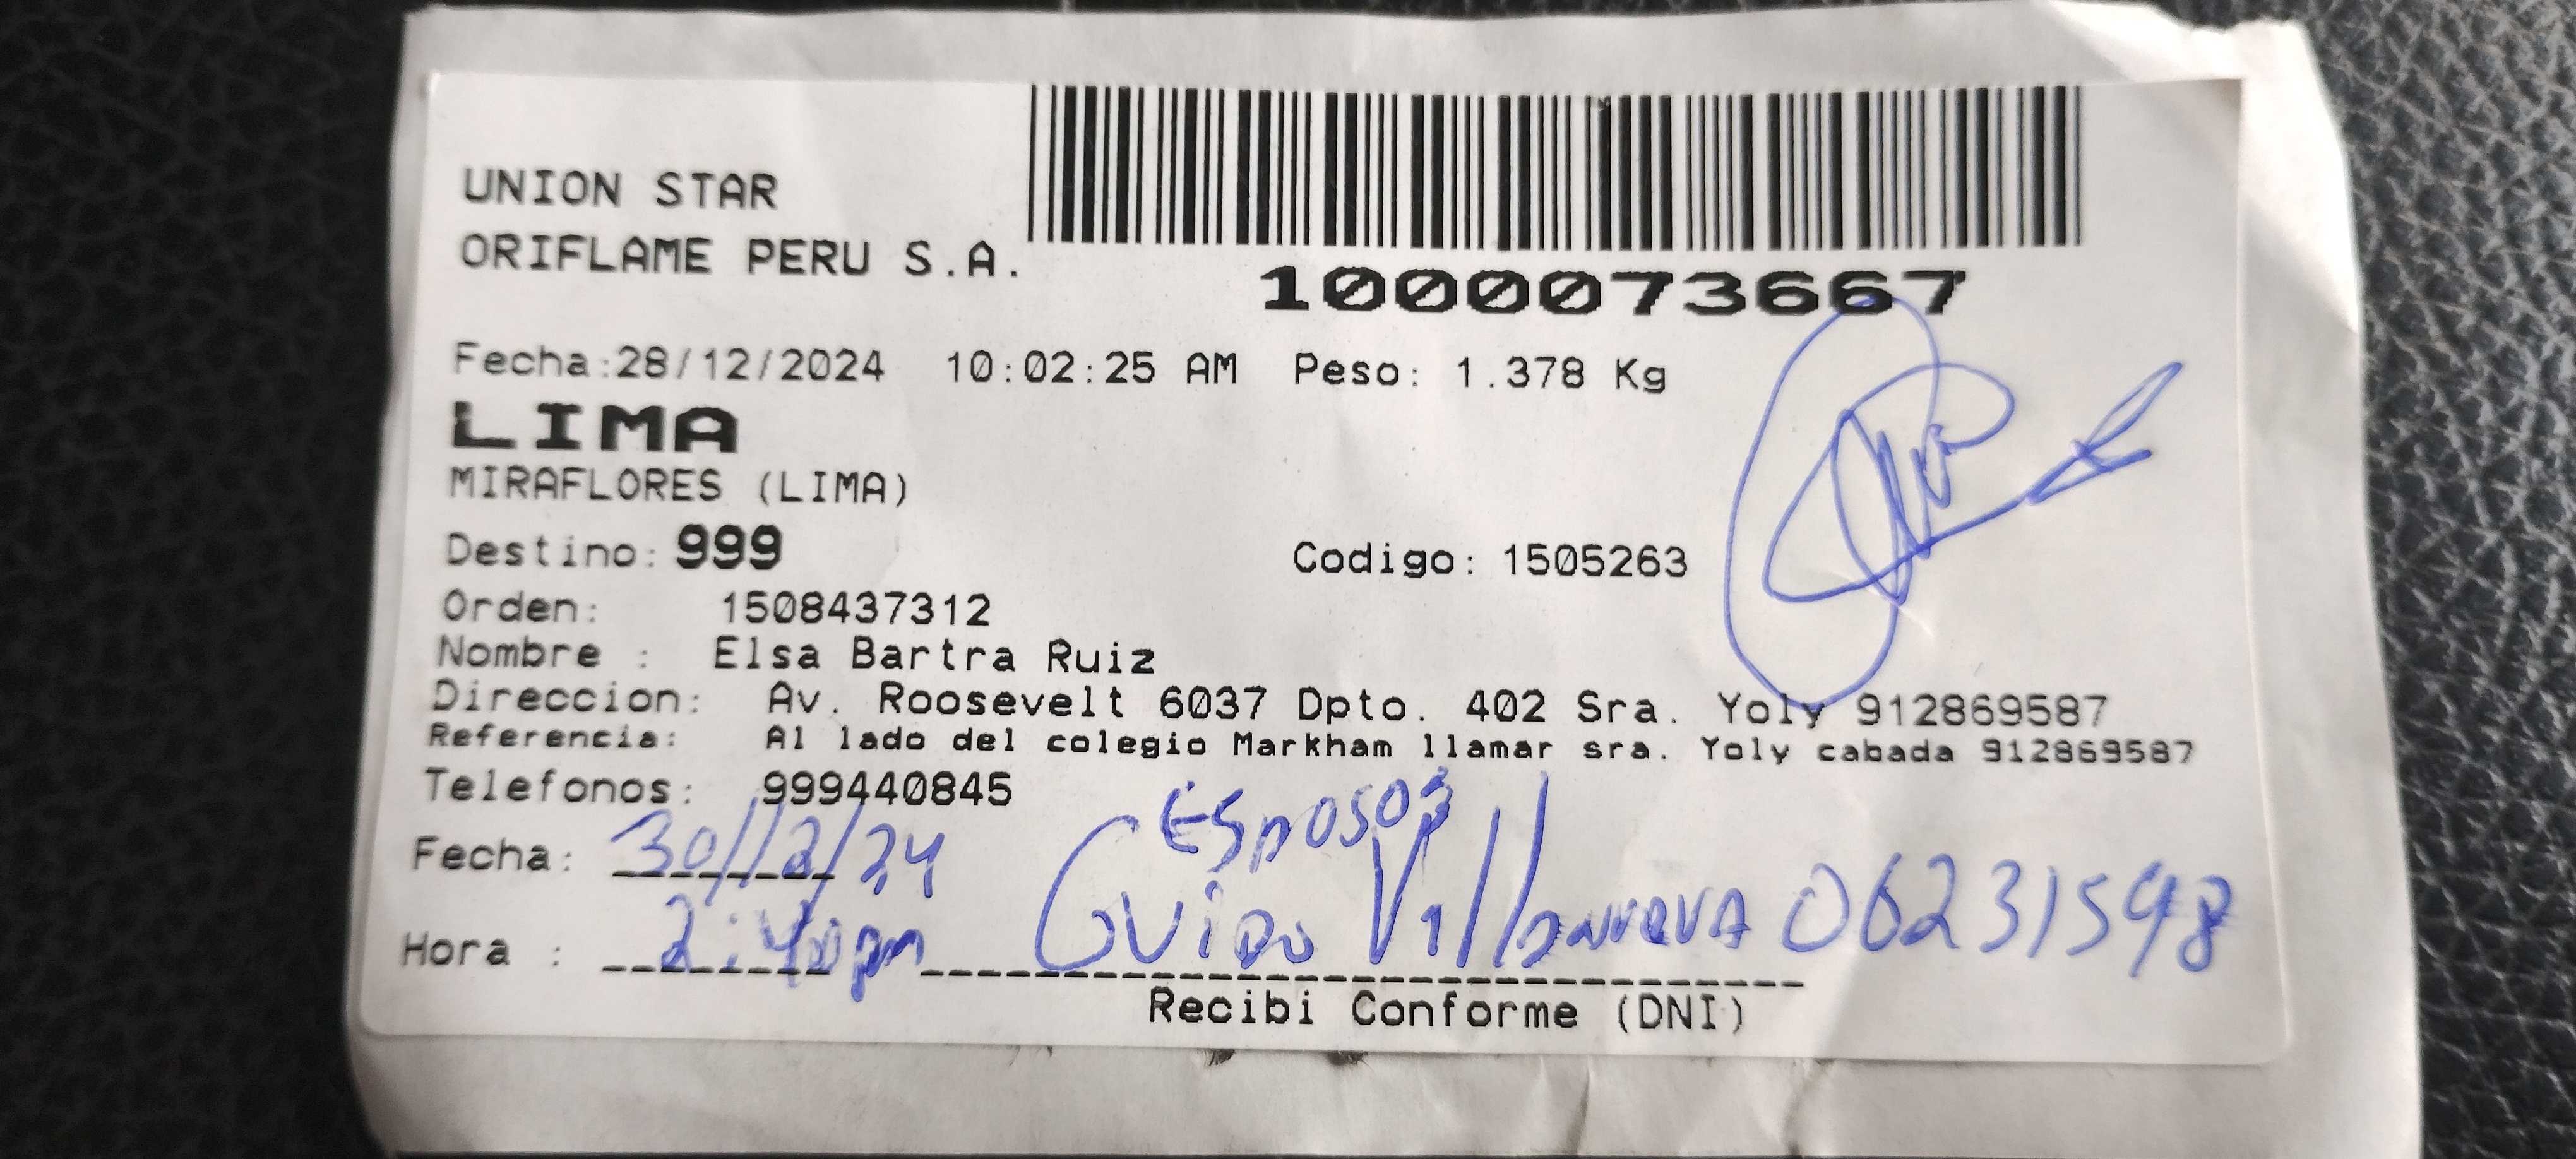 UNION STAR
ORIFLAME PERU S.A.
1000073667
Fecha:28/12/2024 10:02:25 AM Peso: 1.378 Kg
LIMA
MIRAFLORES (LIMA)
Destino: 999 Codigo: 1505263
Orden: 1508437312
Nombre : Elsa Bartra Ruiz
Direccion: Av. Roosevelt 6037 Dpto. 402 Sra. Yoly 912869587
Referencia: Al lado del colegio Markham llamar sra. Yoly cabada 912869587
Telefonos: 999440845
Esposo
Fecha: 30/12/24
Hora : 2:40pm Guido Villanueva 06231598
Recibi Conforme (DNI)